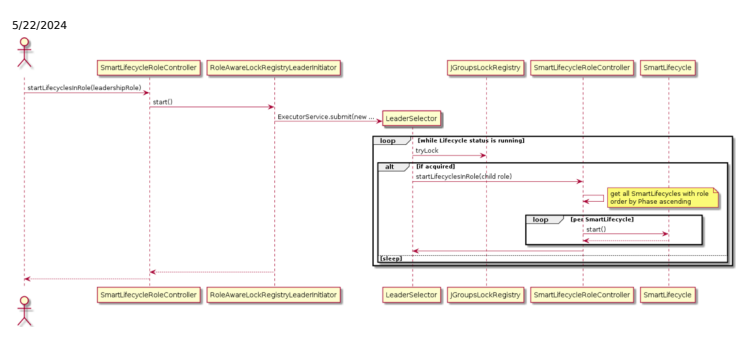 5/22/2024
SmartLifecycleRoleController
RoleAwareLockRegistryLeaderInitiator
JGroupsLockRegistry
SmartLifecycleRoleController
SmartLifecycle
startLifecyclesInRole(leadershipRole)
start()
ExecutorService.submit(new ...
LeaderSelector
loop
[while Lifecycle status is running]
tryLock
alt
[if acquired]
startLifecyclesInRole(child role)
get all SmartLifecycles with role
order by Phase ascending
loop
[per SmartLifecycle]
start()
[sleep]
SmartLifecycleRoleController
RoleAwareLockRegistryLeaderInitiator
LeaderSelector
JGroupsLockRegistry
SmartLifecycleRoleController
SmartLifecycle